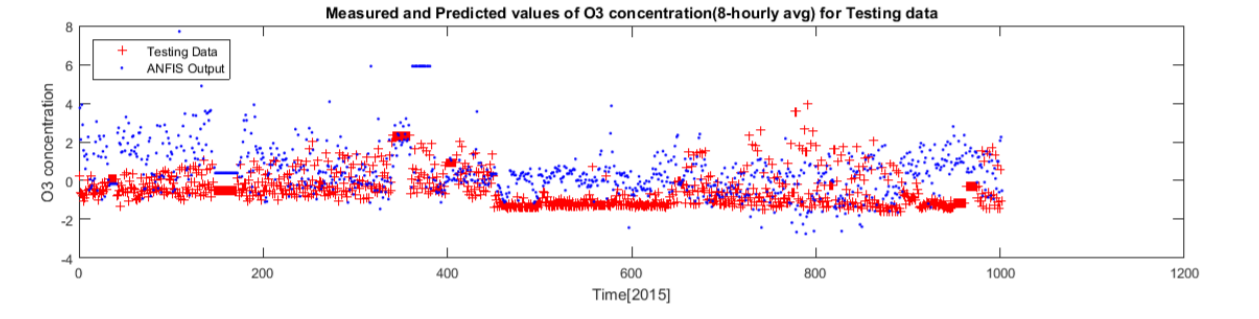 Measured and Predicted values of O3 concentration(8-hourly avg) for Testing data
8
6
4
2
0
-2
-4
O3 concentration
Testing Data
ANFIS Output
0 200 400 600 800 1000 1200
Time[2015]